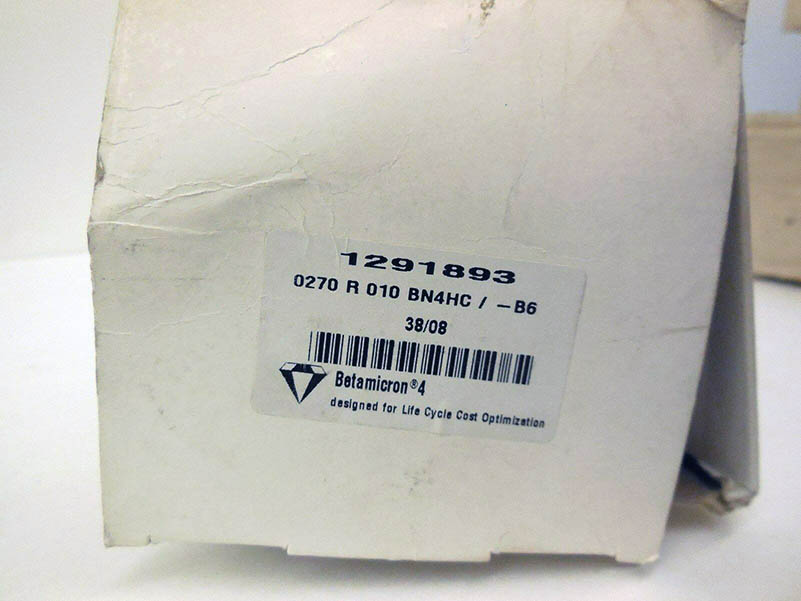 1291893
0270 R 010 BN4HC / –B6
38/08
Betamicron®4
designed for Life Cycle Cost Optimization